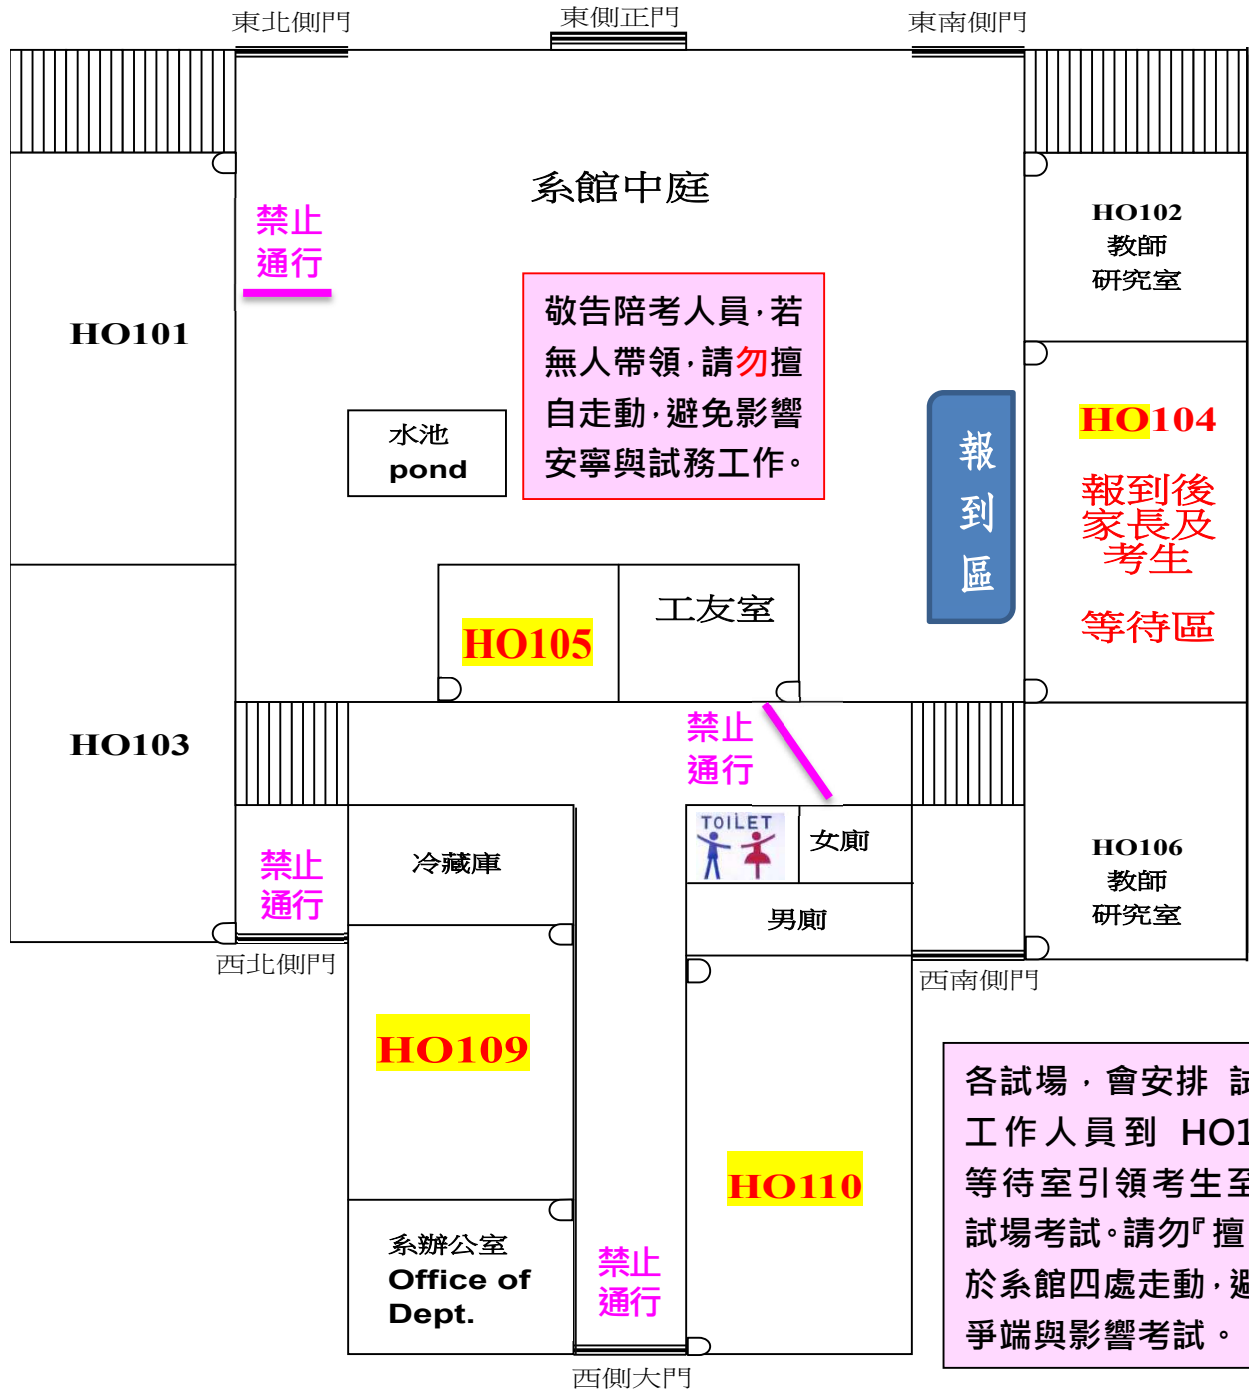 東北側門
東側正門
東南側門
系館中庭
禁止
通行
HO101
HO102
教師
研究室
敬告陪考人員，若
無人帶領，請勿擅
自走動，避免影響
安寧與試務工作。
水池
pond
報到區
HO104
報到後
家長及
考生
等待區
HO105
工友室
HO103
禁止
通行
TOILET
女廁
男廁
冷藏庫
禁止
通行
西北側門
HO106
教師
研究室
西南側門
HO109
HO110
系辦公室
Office of
Dept.
禁止
通行
西側大門
各試場，會安排 試
工作人員到 HO1
等待室引領考生至
試場考試。請勿『擅
於系館四處走動，避
爭端與影響考試。